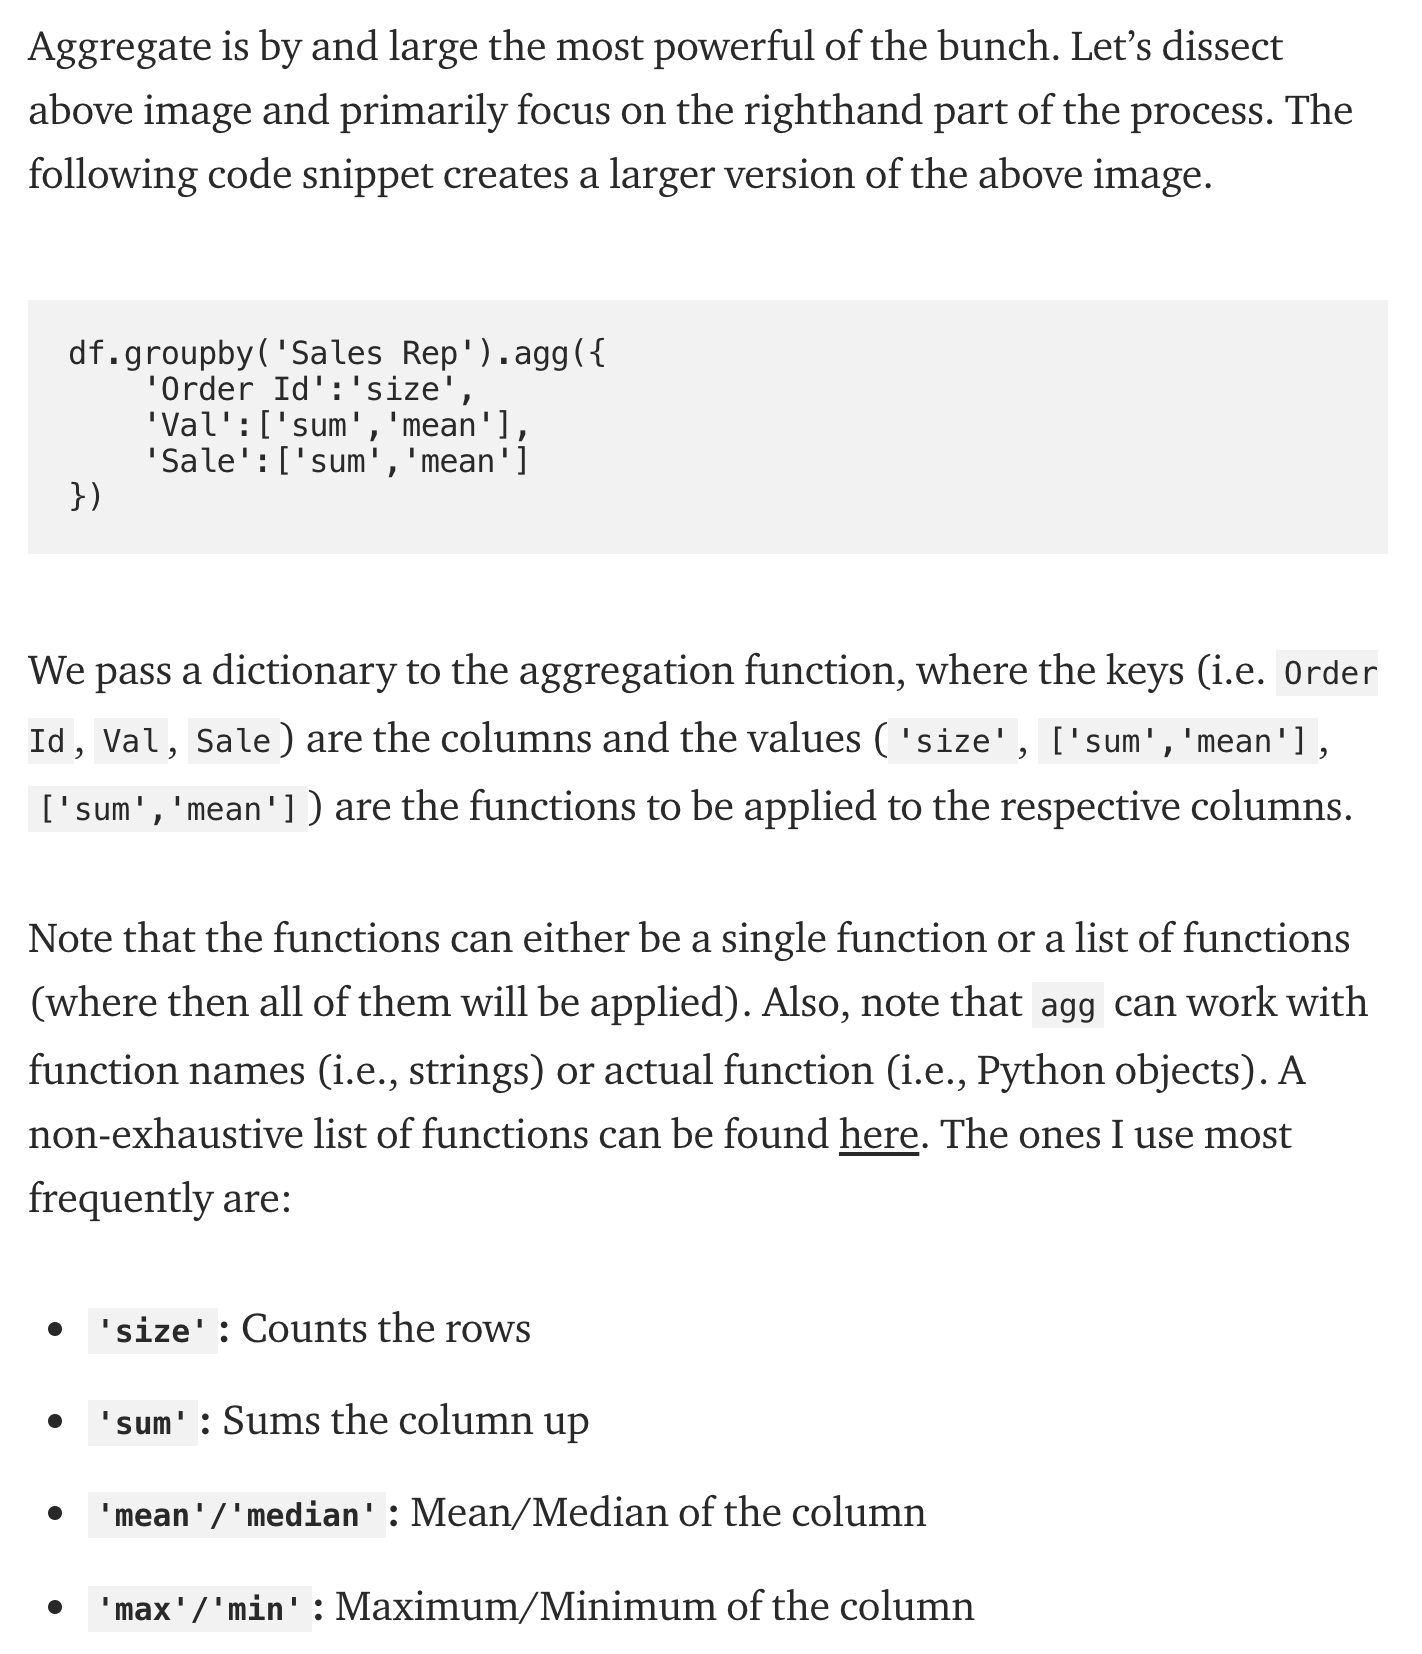 Aggregate is by and large the most powerful of the bunch. Let’s dissect
above image and primarily focus on the righthand part of the process. The
following code snippet creates a larger version of the above image.
df.groupby('Sales Rep').agg({
    'Order Id':'size',
    'Val':['sum','mean'],
    'Sale':['sum','mean']
})
We pass a dictionary to the aggregation function, where the keys (i.e. Order
Id, Val, Sale) are the columns and the values ('size', ['sum','mean'],
['sum','mean']) are the functions to be applied to the respective columns.
Note that the functions can either be a single function or a list of functions
(where then all of them will be applied). Also, note that agg can work with
function names (i.e., strings) or actual function (i.e., Python objects). A
non-exhaustive list of functions can be found here. The ones I use most
frequently are:
• 'size': Counts the rows
• 'sum': Sums the column up
• 'mean'/'median': Mean/Median of the column
• 'max'/'min': Maximum/Minimum of the column